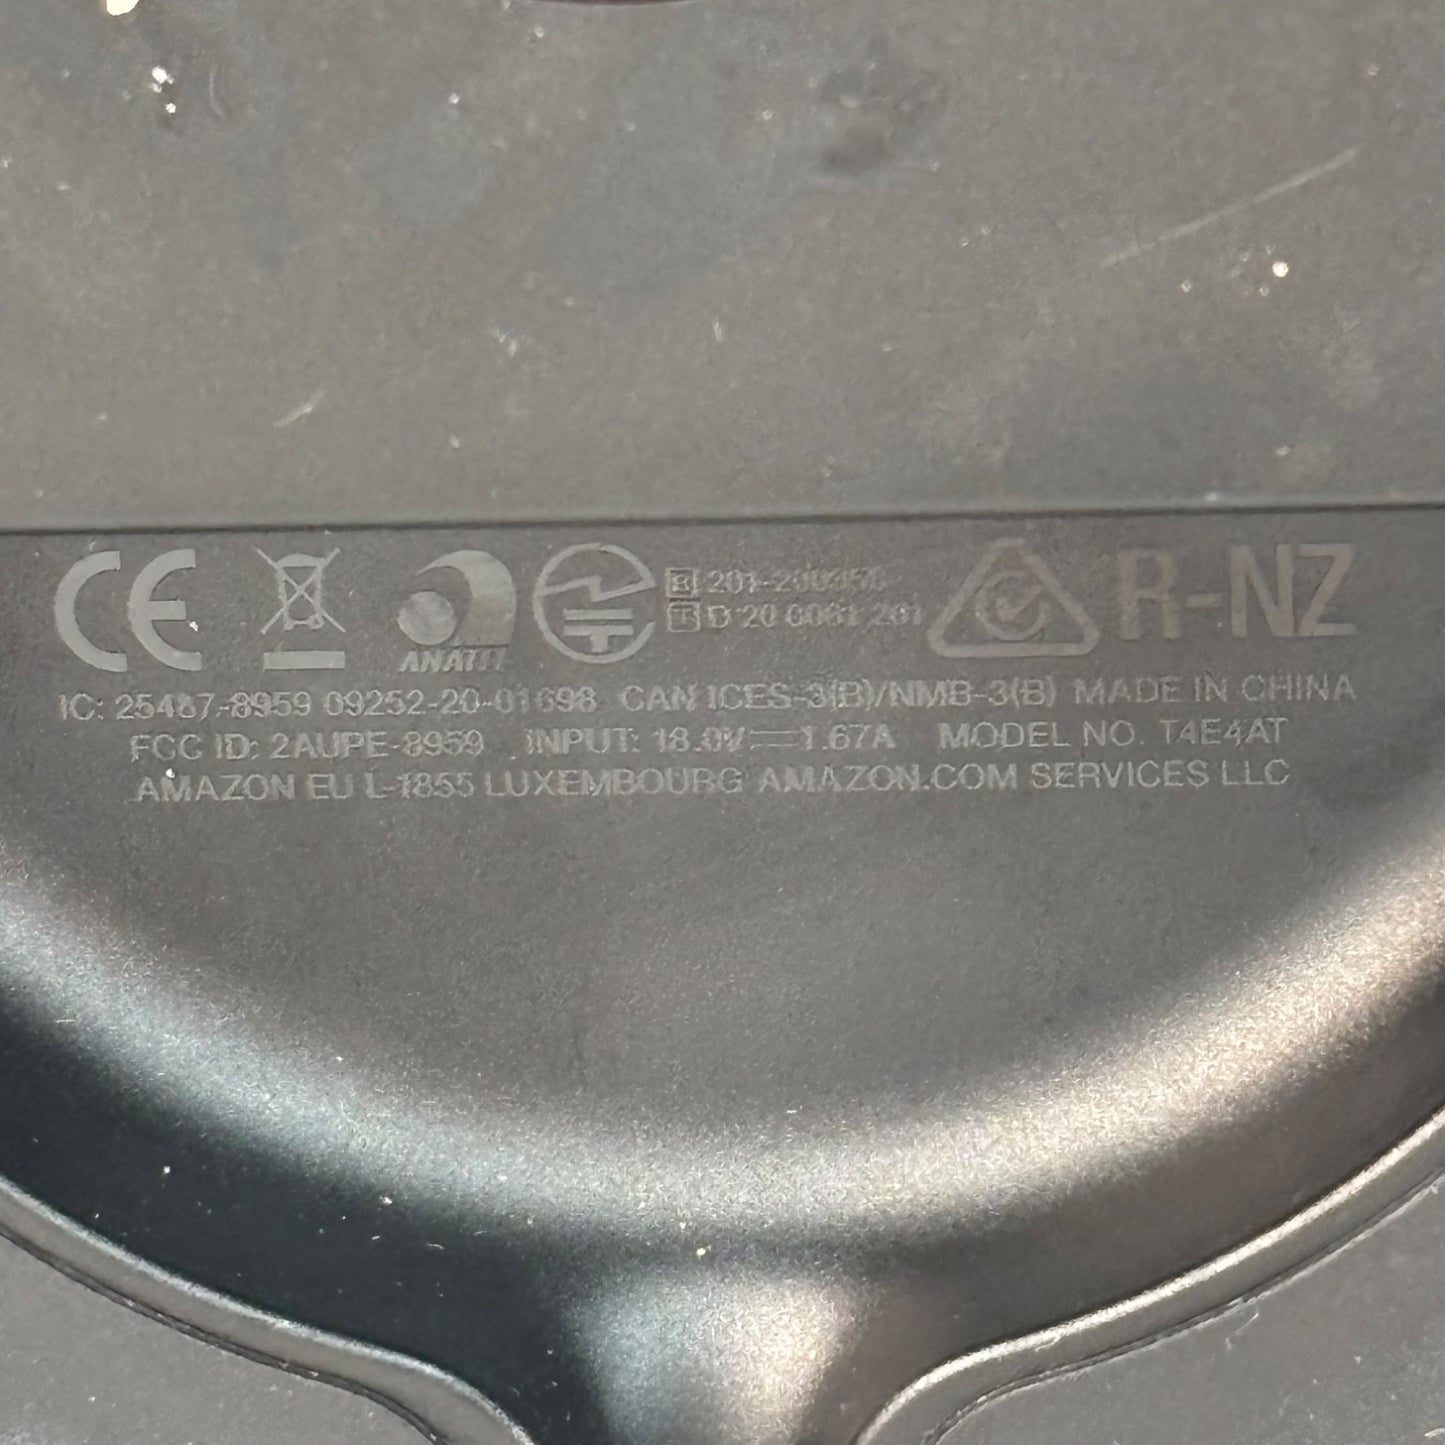 CE ANATEL R 201-200 R-NZ
T D 20 0061 201
IC: 25487-8959 09252-20-01698 CAN ICES-3(B)/NMB-3(B) MADE IN CHINA
FCC ID: 2AUPE-8959 INPUT: 18.0V⎓1.67A MODEL NO. T4E4AT
AMAZON EU L-1855 LUXEMBOURG AMAZON.COM SERVICES LLC